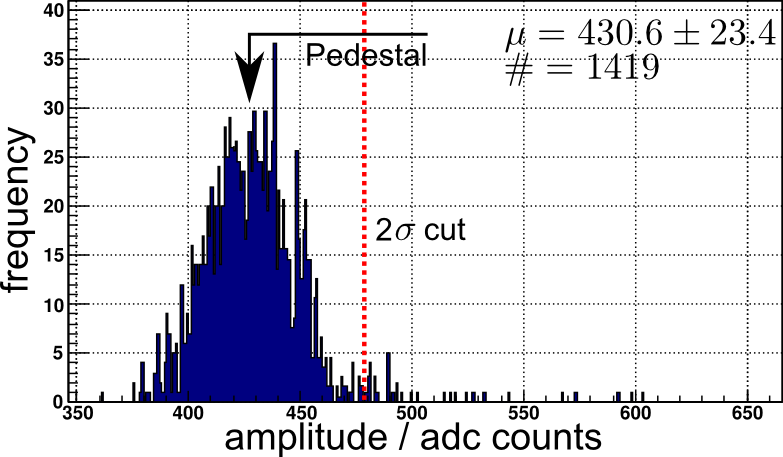 40
35
30
25
20
15
10
5
0
frequency
Pedestal
μ = 430.6 ± 23.4
# = 1419
2σ cut
350 400 450 500 550 600 650
amplitude / adc counts